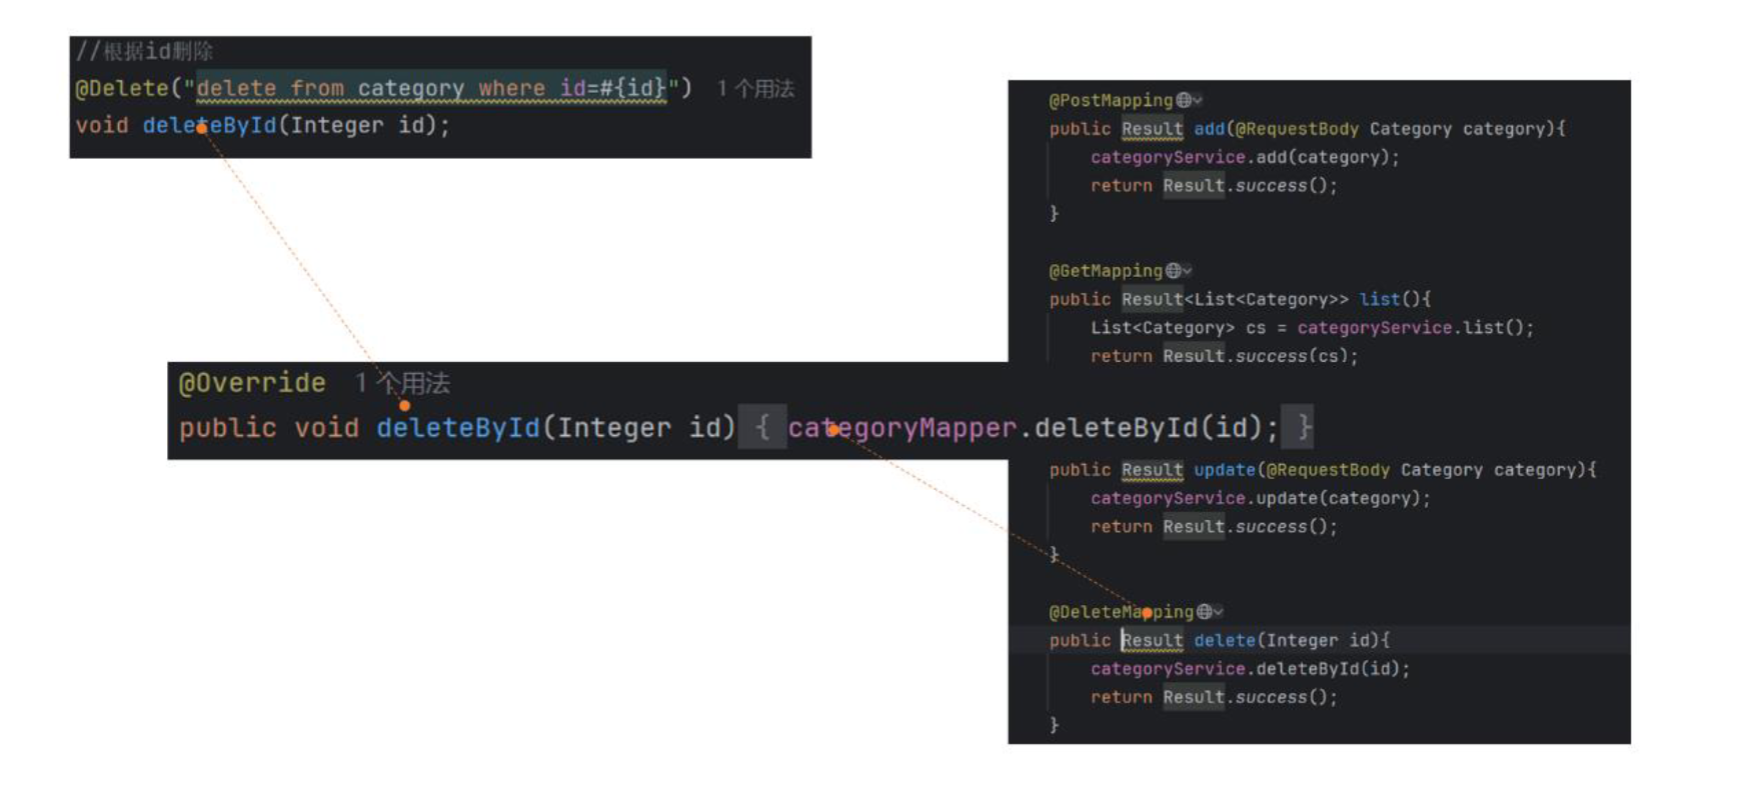 //根据id删除
@Delete("delete from category where id=#{id}") 1个用法
void deleteById(Integer id);
@PostMapping
public Result add(@RequestBody Category category){
categoryService.add(category);
return Result.success();
}
@GetMapping
public Result<List<Category>> list(){
List<Category> cs = categoryService.list();
return Result.success(cs);
@Override 1个用法
public void deleteById(Integer id) { categoryMapper.deleteById(id); }
public Result update(@RequestBody Category category){
categoryService.update(category);
return Result.success();
}
@DeleteMapping
public Result delete(Integer id){
categoryService.deleteById(id);
return Result.success();
}